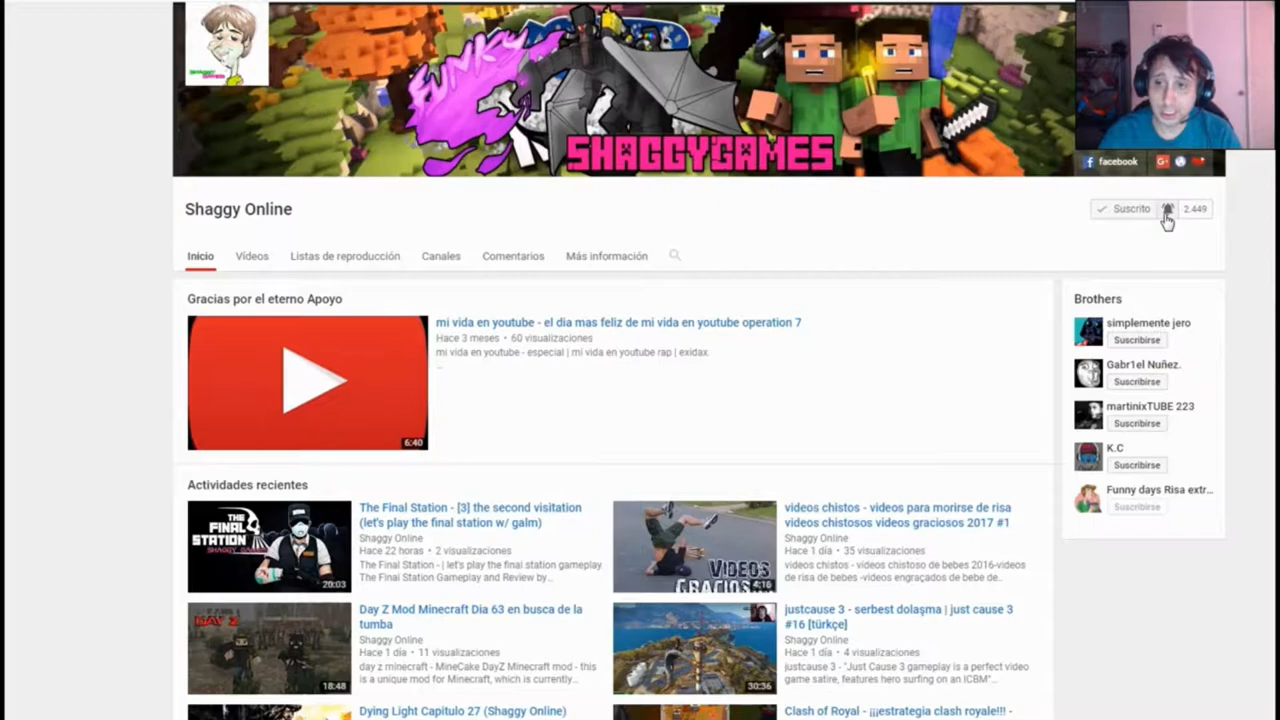 SHAGGYGAMES
facebook
Shaggy Online
Suscrito
2.449
Inicio
Vídeos
Listas de reproducción
Canales
Comentarios
Más información
Gracias por el eterno Apoyo
mi vida en youtube - el dia mas feliz de mi vida en youtube operation 7
Hace 3 meses • 60 visualizaciones
mi vida en youtube - especial | mi vida en youtube rap | exidax.
...
6:40
Actividades recientes
THE
FINAL
STATION
20:03
The Final Station - [3] the second visitation
(let's play the final station w/ galm)
Shaggy Online
Hace 22 horas • 2 visualizaciones
The Final Station - | let's play the final station gameplay
The Final Station Gameplay and Review by...
VIDEOS
GRACIOSOS
4:16
videos chistos - videos para morirse de risa
videos chistosos videos graciosos 2017 #1
Shaggy Online
Hace 1 día • 35 visualizaciones
videos chistos - videos chistoso de bebes 2016-videos
de risa de bebes -videos engraçados de bebe de...
DAY Z
18:48
Day Z Mod Minecraft Dia 63 en busca de la
tumba
Shaggy Online
Hace 1 día • 11 visualizaciones
day z minecraft - MineCake DayZ Minecraft mod - this
is a unique mod for Minecraft, which is currently...
30:36
justcause 3 - serbest dolaşma | just cause 3
#16 [türkçe]
Shaggy Online
Hace 1 día • 4 visualizaciones
justcause 3 - "Just Cause 3 gameplay is a perfect video
game satire, features hero surfing on an ICBM"...
Dying Light Capitulo 27 (Shaggy Online)
Clash of Royal - ¡¡¡estrategia clash royale!!! -
Brothers
simplemente jero
Suscribirse
Gabr1el Nuñez.
Suscribirse
martinixTUBE 223
Suscribirse
K.C
Suscribirse
Funny days Risa extr...
Suscribirse